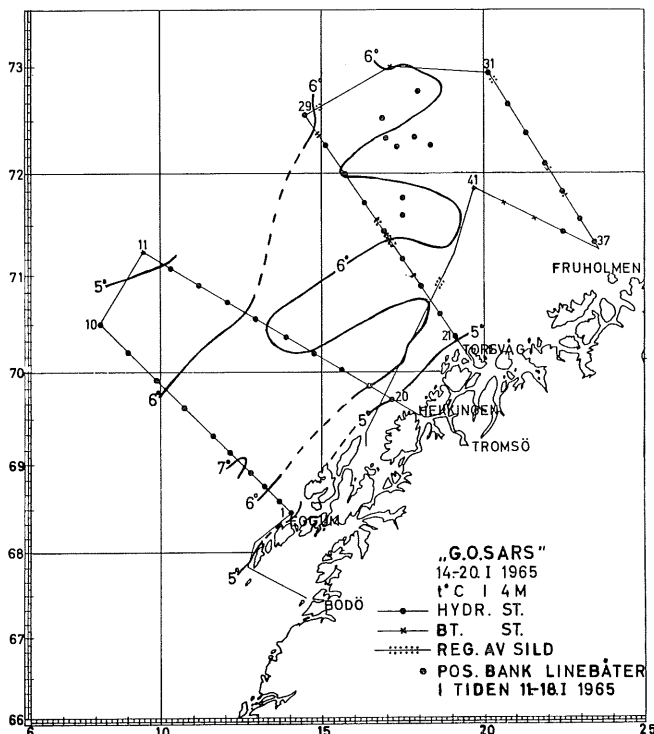 73
6°
31
6°
29
72
41
11
37
6°
71
FRUHOLMEN
5°
10
21
5°
TORSVÅG
70
6°
20
5°
HEKKINGEN
TROMSÖ
69
7°
6°
1
EGGUM
68
5°
„G.O.SARS"
14.-20. I 1965
t°C I 4M
BODÖ
HYDR. ST.
BT. ST.
67
REG. AV SILD
POS. BANK LINEBÅTER
I TIDEN 11-18. I 1965
66
6
10
15
20
25